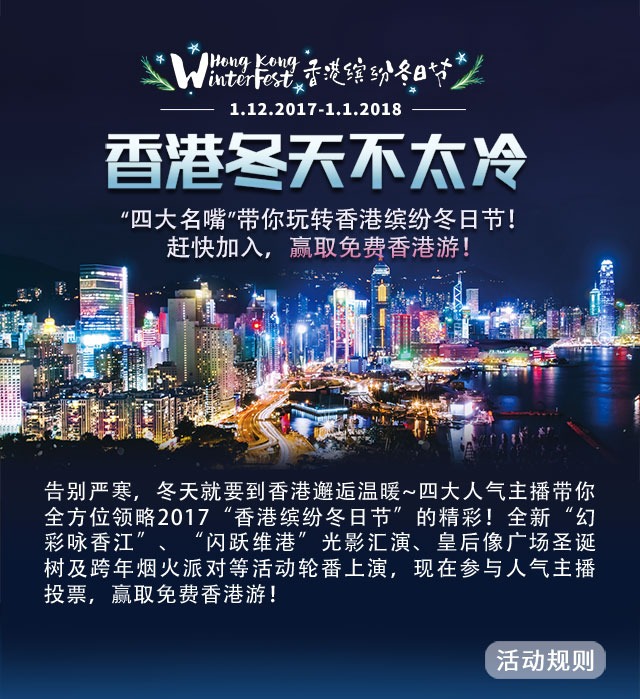 Hong Kong
WinterFest 香港缤纷冬日节
1.12.2017-1.1.2018
香港冬天不太冷
“四大名嘴”带你玩转香港缤纷冬日节！
赶快加入，赢取免费香港游！
告别严寒，冬天就要到香港邂逅温暖~四大人气主播带你
全方位领略2017“香港缤纷冬日节”的精彩！全新“幻
彩咏香江”、“闪跃维港”光影汇演、皇后像广场圣诞
树及跨年烟火派对等活动轮番上演，现在参与人气主播
投票，赢取免费香港游！
活动规则